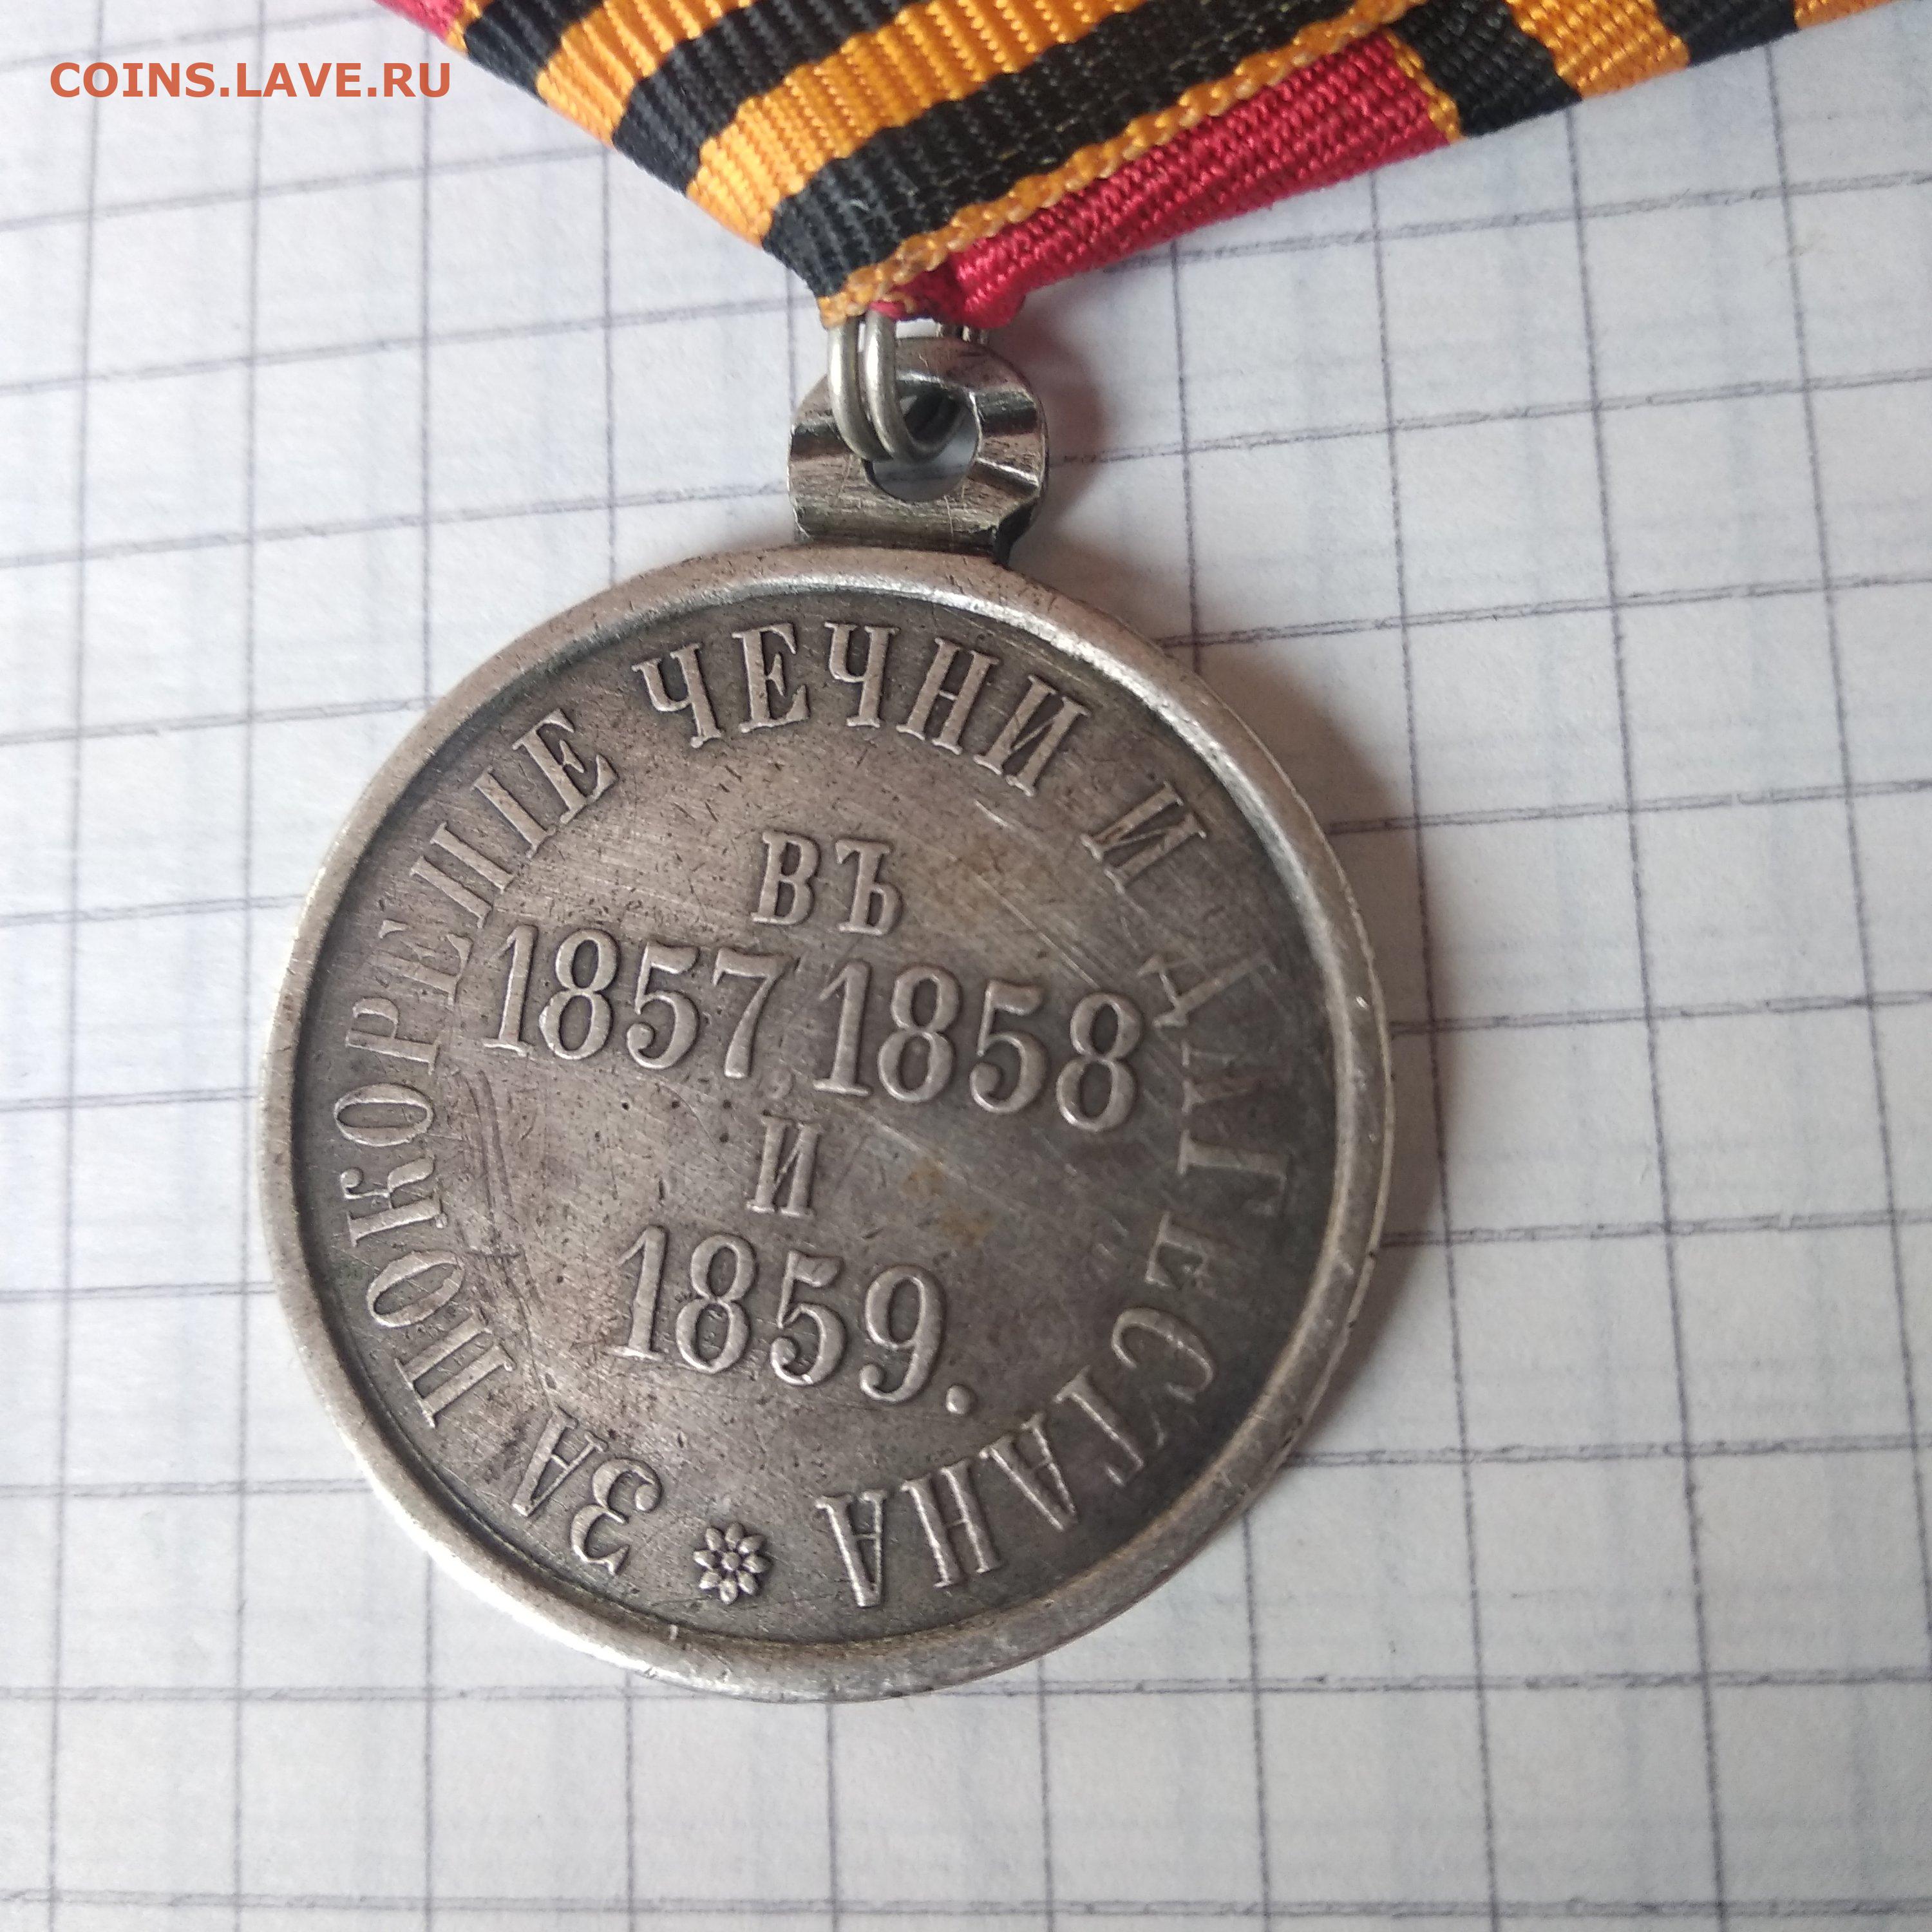 COINS.LAVE.RU
ЗА ПОКОРЕНІЕ ЧЕЧНИ И ДАГЕСТАНА
ВЪ
1857, 1858
И
1859.